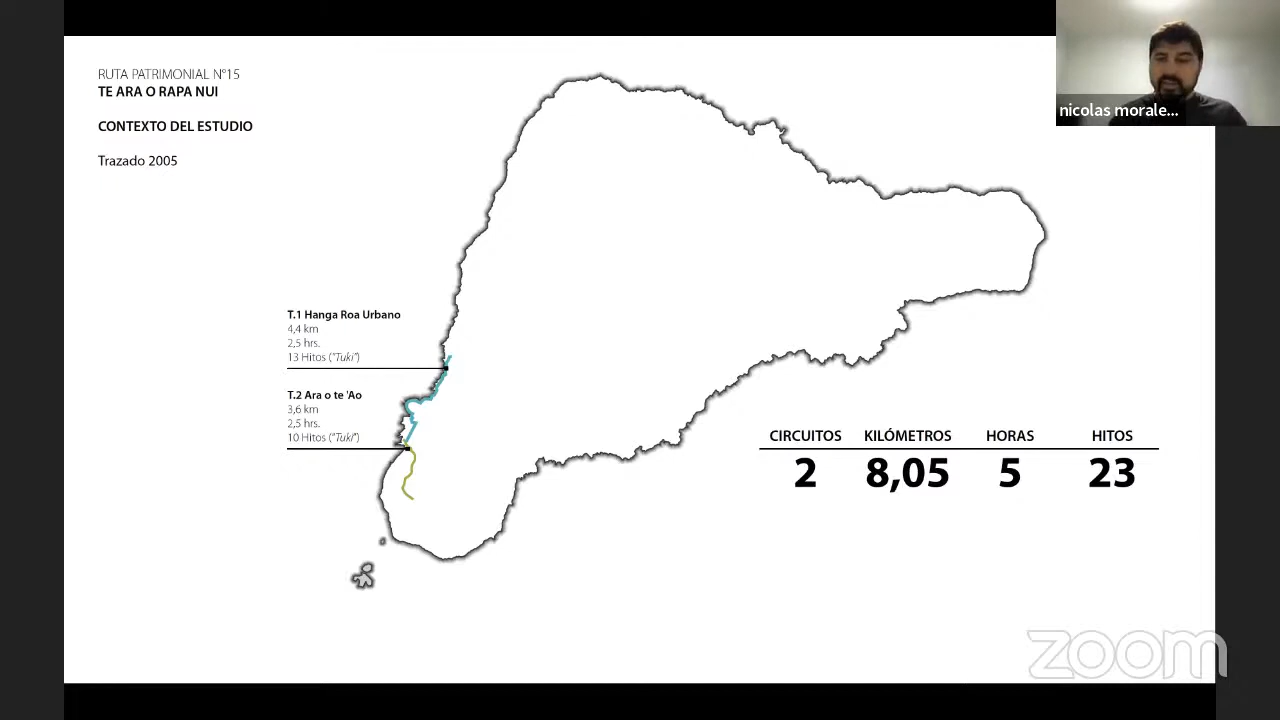 RUTA PATRIMONIAL N°15
TE ARA O RAPA NUI
CONTEXTO DEL ESTUDIO
Trazado 2005
nicolas morale...
T.1 Hanga Roa Urbano
4,4 km
2,5 hrs.
13 Hitos ("Tuki")
T.2 Ara o te 'Ao
3,6 km
2,5 hrs.
10 Hitos ("Tuki")
CIRCUITOS KILÓMETROS HORAS HITOS
2 8,05 5 23
zoom